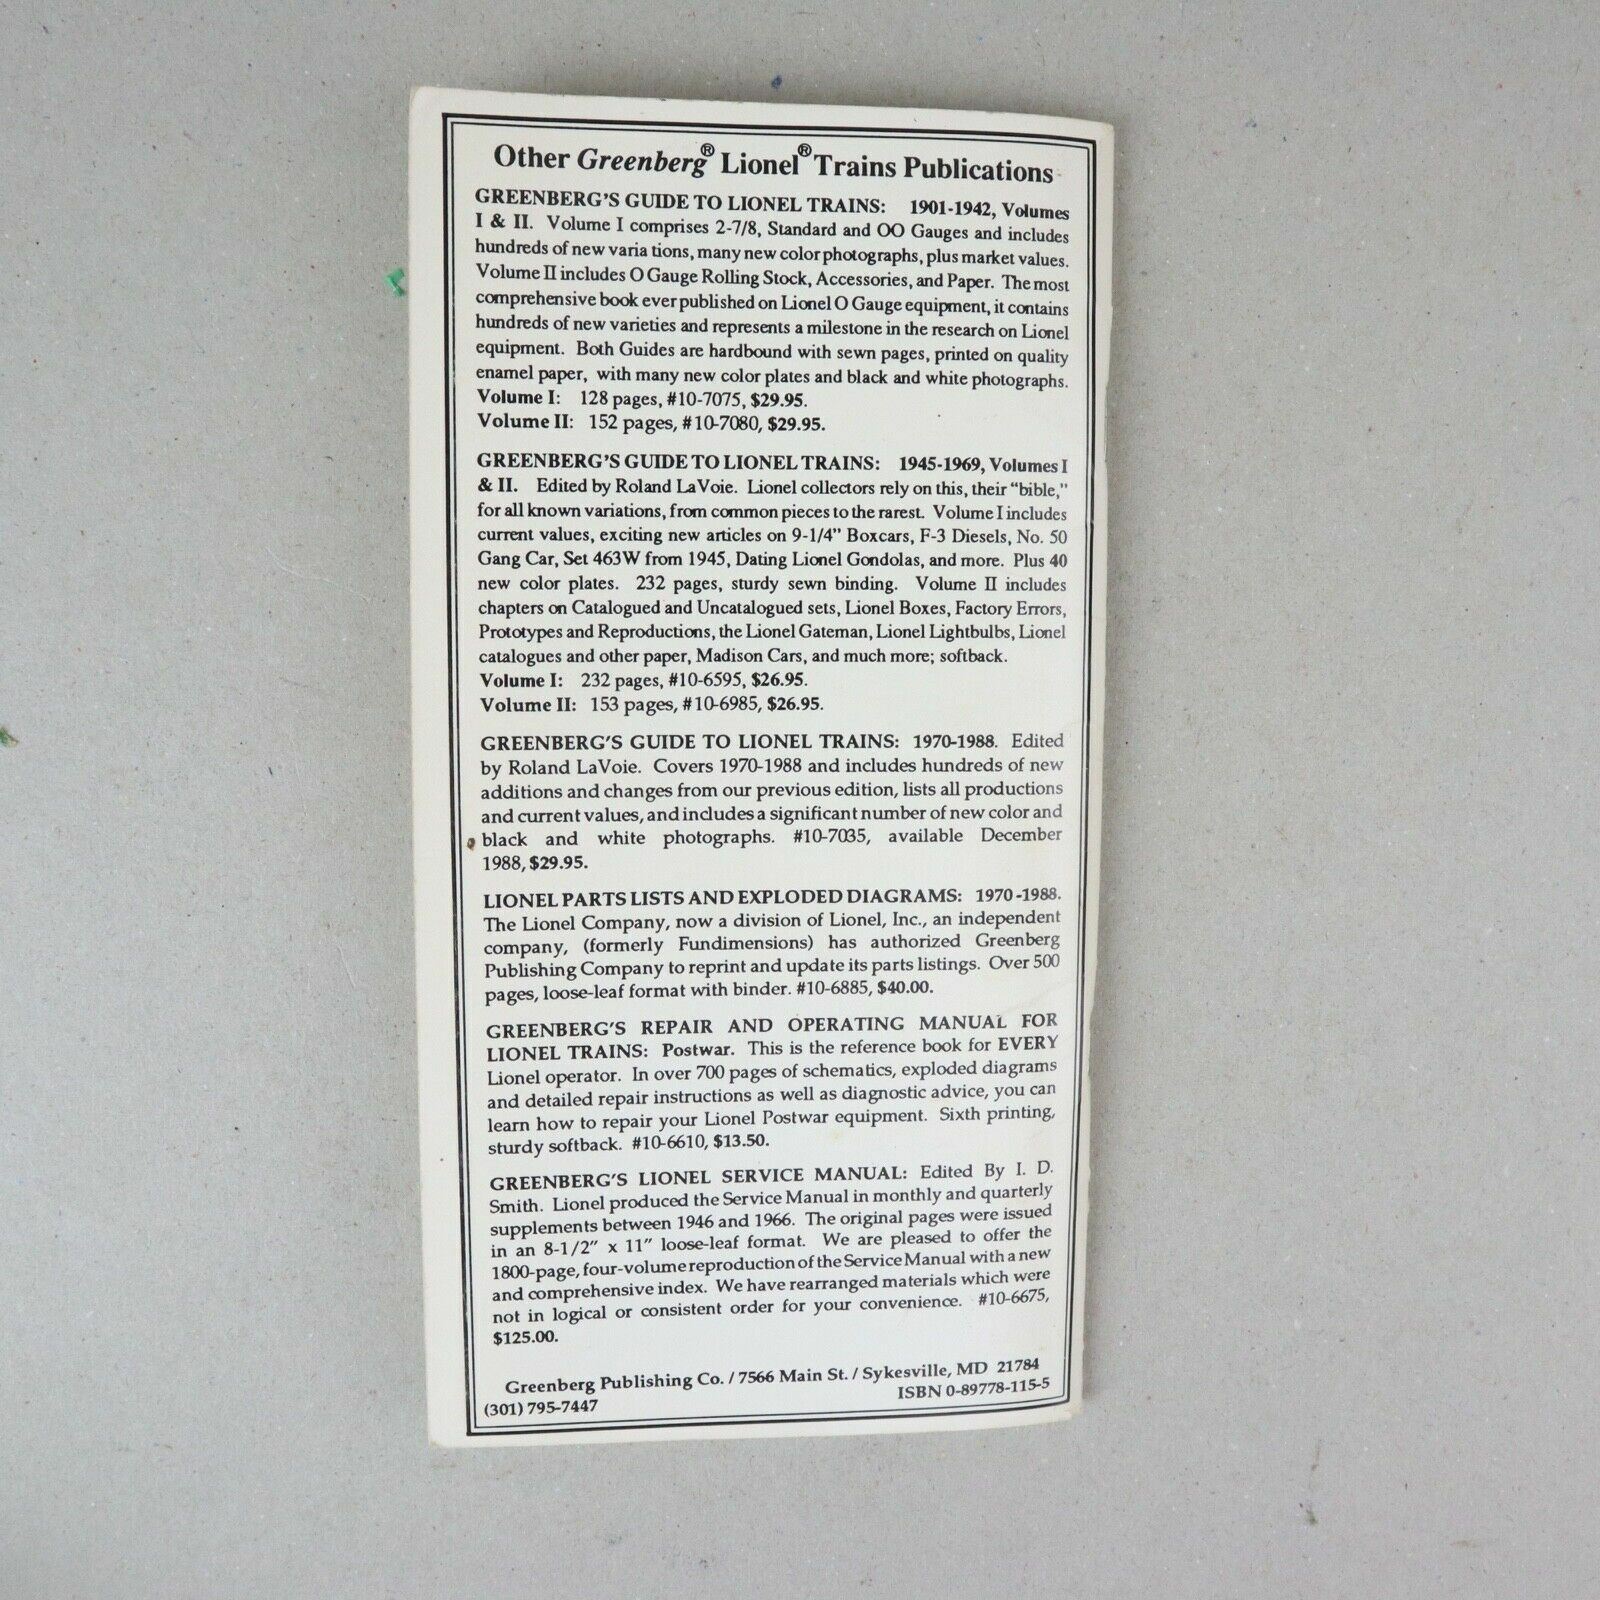 Other Greenberg® Lionel® Trains Publications
GREENBERG'S GUIDE TO LIONEL TRAINS: 1901-1942, Volumes
I & II. Volume I comprises 2-7/8, Standard and OO Gauges and includes
hundreds of new varia tions, many new color photographs, plus market values.
Volume II includes O Gauge Rolling Stock, Accessories, and Paper. The most
comprehensive book ever published on Lionel O Gauge equipment, it contains
hundreds of new varieties and represents a milestone in the research on Lionel
equipment. Both Guides are hardbound with sewn pages, printed on quality
enamel paper, with many new color plates and black and white photographs.
Volume I: 128 pages, #10-7075, $29.95.
Volume II: 152 pages, #10-7080, $29.95.
GREENBERG'S GUIDE TO LIONEL TRAINS: 1945-1969, Volumes I
& II. Edited by Roland LaVoie. Lionel collectors rely on this, their "bible,"
for all known variations, from common pieces to the rarest. Volume I includes
current values, exciting new articles on 9-1/4" Boxcars, F-3 Diesels, No. 50
Gang Car, Set 463W from 1945, Dating Lionel Gondolas, and more. Plus 40
new color plates. 232 pages, sturdy sewn binding. Volume II includes
chapters on Catalogued and Uncatalogued sets, Lionel Boxes, Factory Errors,
Prototypes and Reproductions, the Lionel Gateman, Lionel Lightbulbs, Lionel
catalogues and other paper, Madison Cars, and much more; softback.
Volume I: 232 pages, #10-6595, $26.95.
Volume II: 153 pages, #10-6985, $26.95.
GREENBERG'S GUIDE TO LIONEL TRAINS: 1970-1988. Edited
by Roland LaVoie. Covers 1970-1988 and includes hundreds of new
additions and changes from our previous edition, lists all productions
and current values, and includes a significant number of new color and
black and white photographs. #10-7035, available December
1988, $29.95.
LIONEL PARTS LISTS AND EXPLODED DIAGRAMS: 1970-1988.
The Lionel Company, now a division of Lionel, Inc., an independent
company, (formerly Fundimensions) has authorized Greenberg
Publishing Company to reprint and update its parts listings. Over 500
pages, loose-leaf format with binder. #10-6885, $40.00.
GREENBERG'S REPAIR AND OPERATING MANUAL FOR
LIONEL TRAINS: Postwar. This is the reference book for EVERY
Lionel operator. In over 700 pages of schematics, exploded diagrams
and detailed repair instructions as well as diagnostic advice, you can
learn how to repair your Lionel Postwar equipment. Sixth printing,
sturdy softback. #10-6610, $13.50.
GREENBERG'S LIONEL SERVICE MANUAL: Edited By I. D.
Smith. Lionel produced the Service Manual in monthly and quarterly
supplements between 1946 and 1966. The original pages were issued
in an 8-1/2" x 11" loose-leaf format. We are pleased to offer the
1800-page, four-volume reproduction of the Service Manual with a new
and comprehensive index. We have rearranged materials which were
not in logical or consistent order for your convenience. #10-6675,
$125.00.
Greenberg Publishing Co. / 7566 Main St. / Sykesville, MD 21784
(301) 795-7447 ISBN 0-89778-115-5